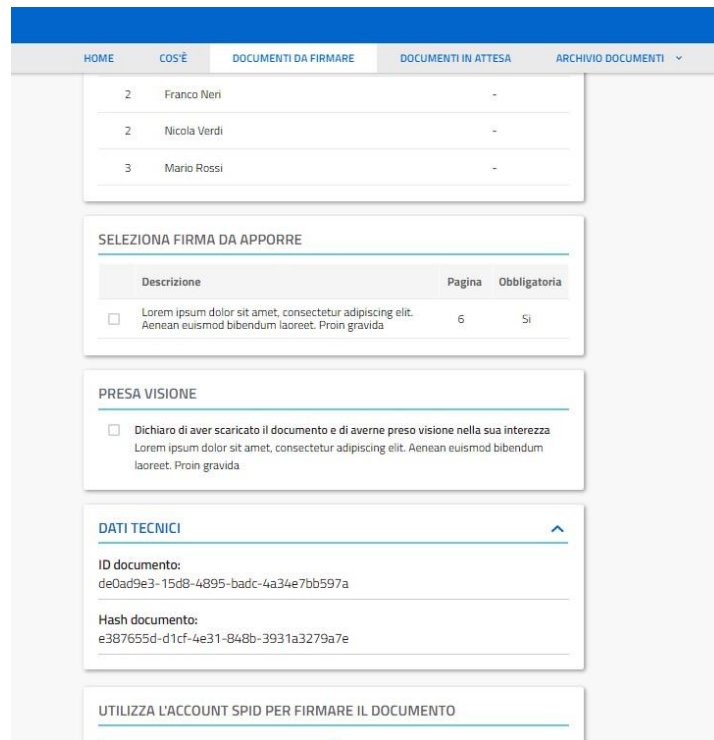 HOME COS'È DOCUMENTI DA FIRMARE DOCUMENTI IN ATTESA ARCHIVIO DOCUMENTI
2 Franco Neri -
2 Nicola Verdi -
3 Mario Rossi -
SELEZIONA FIRMA DA APPORRE
Descrizione Pagina Obbligatoria
Lorem ipsum dolor sit amet, consectetur adipiscing elit.
Aenean euismod bibendum laoreet. Proin gravida 6 Si
PRESA VISIONE
Dichiaro di aver scaricato il documento e di averne preso visione nella sua interezza
Lorem ipsum dolor sit amet, consectetur adipiscing elit. Aenean euismod bibendum
laoreet. Proin gravida
DATI TECNICI
ID documento:
de0ad9e3-15d8-4895-badc-4a34e7bb597a
Hash documento:
e387655d-d1cf-4e31-848b-3931a3279a7e
UTILIZZA L'ACCOUNT SPID PER FIRMARE IL DOCUMENTO